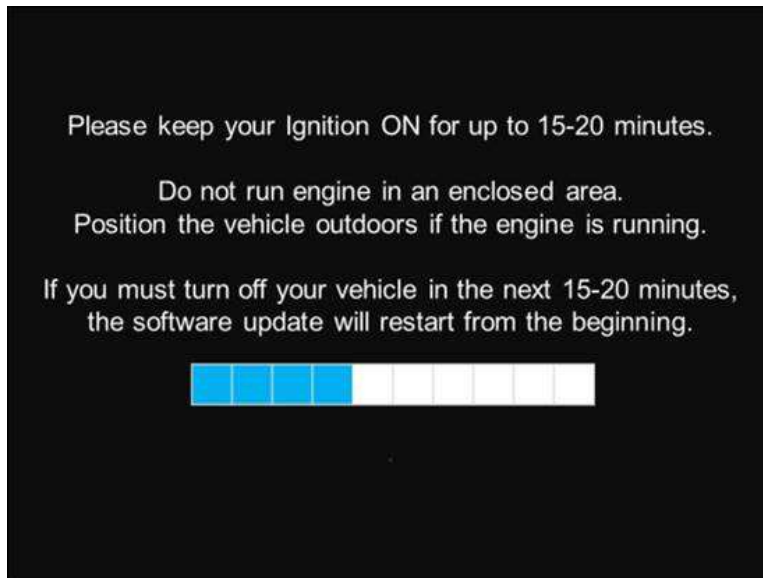 Please keep your Ignition ON for up to 15-20 minutes.
Do not run engine in an enclosed area.
Position the vehicle outdoors if the engine is running.
If you must turn off your vehicle in the next 15-20 minutes,
the software update will restart from the beginning.